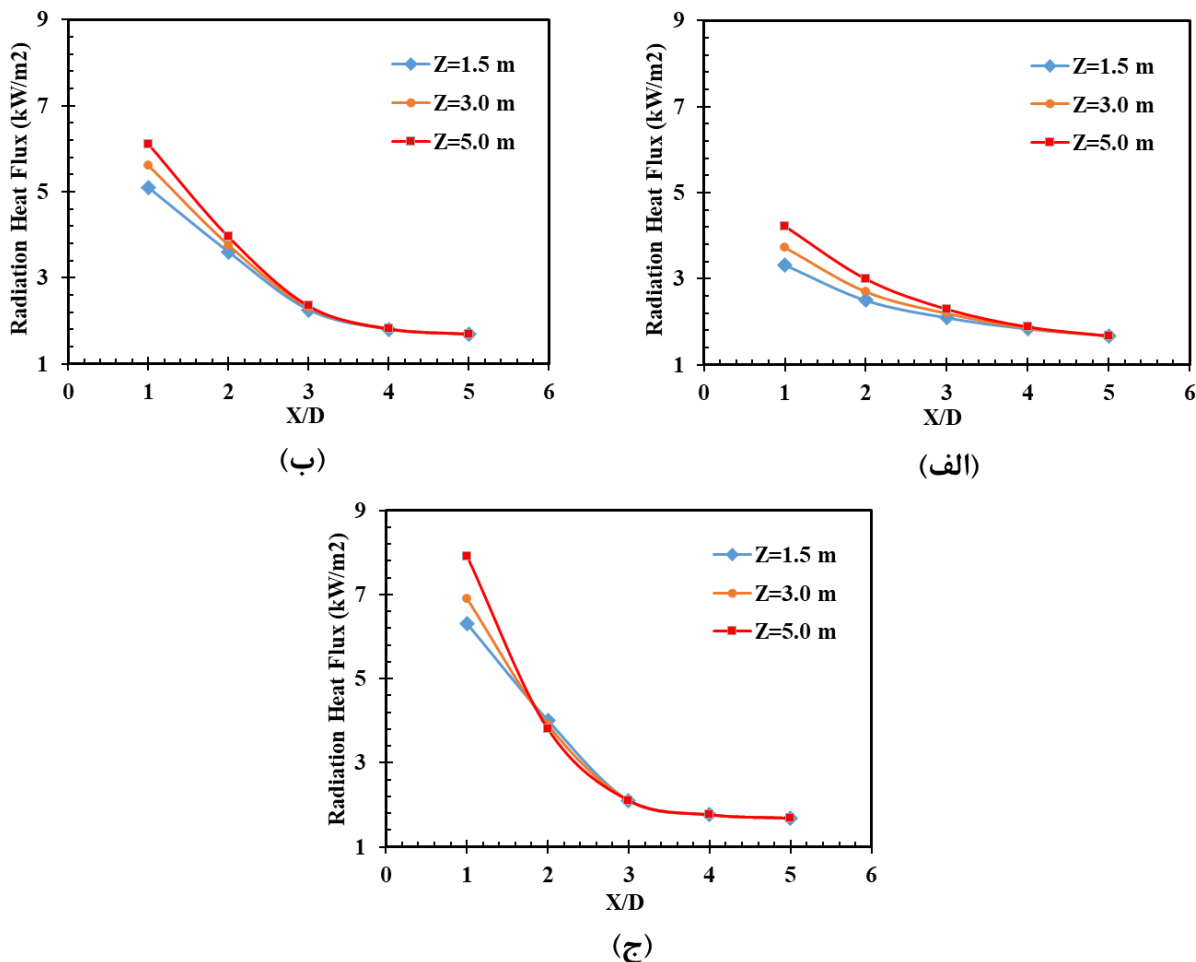 Radiation Heat Flux (kW/m2)
9
7
5
3
1
Z=1.5 m
Z=3.0 m
Z=5.0 m
0 1 2 3 4 5 6
X/D
(ب)
Radiation Heat Flux (kW/m2)
9
7
5
3
1
Z=1.5 m
Z=3.0 m
Z=5.0 m
0 1 2 3 4 5 6
X/D
(الف)
Radiation Heat Flux (kW/m2)
9
7
5
3
1
Z=1.5 m
Z=3.0 m
Z=5.0 m
0 1 2 3 4 5 6
X/D
(ج)